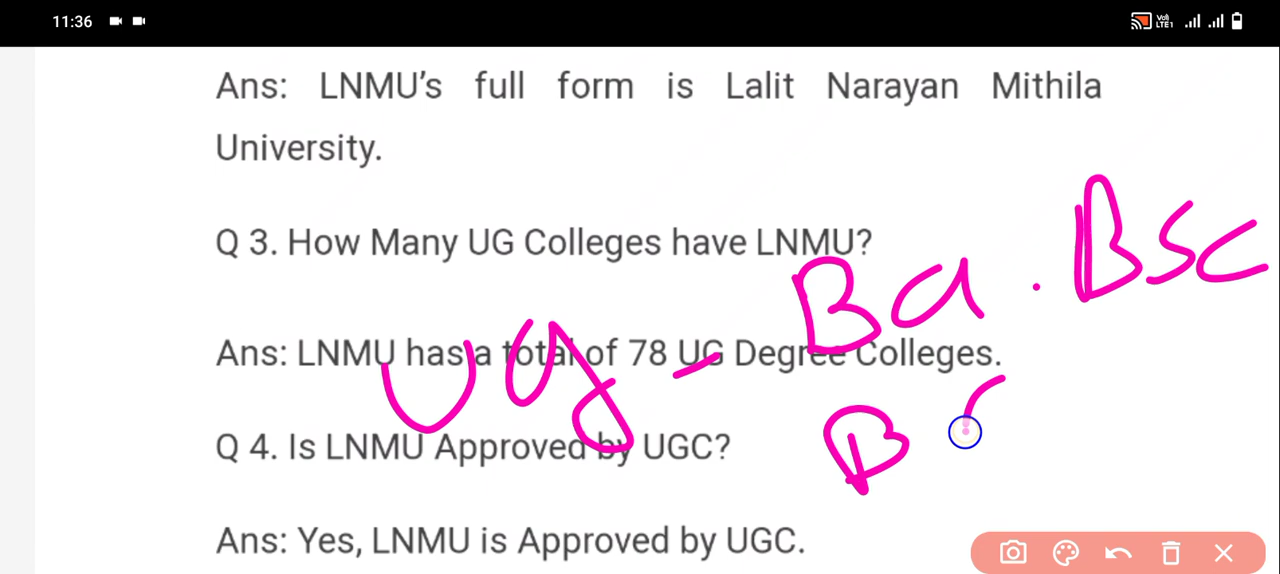 11:36 Vo) LTE1
Ans: LNMU's full form is Lalit Narayan Mithila
University.
Q 3. How Many UG Colleges have LNMU?
Ba . BSC
Ans: LNMU has a total of 78 UG Degree Colleges.
Ug -
B
Q 4. Is LNMU Approved by UGC?
Ans: Yes, LNMU is Approved by UGC.